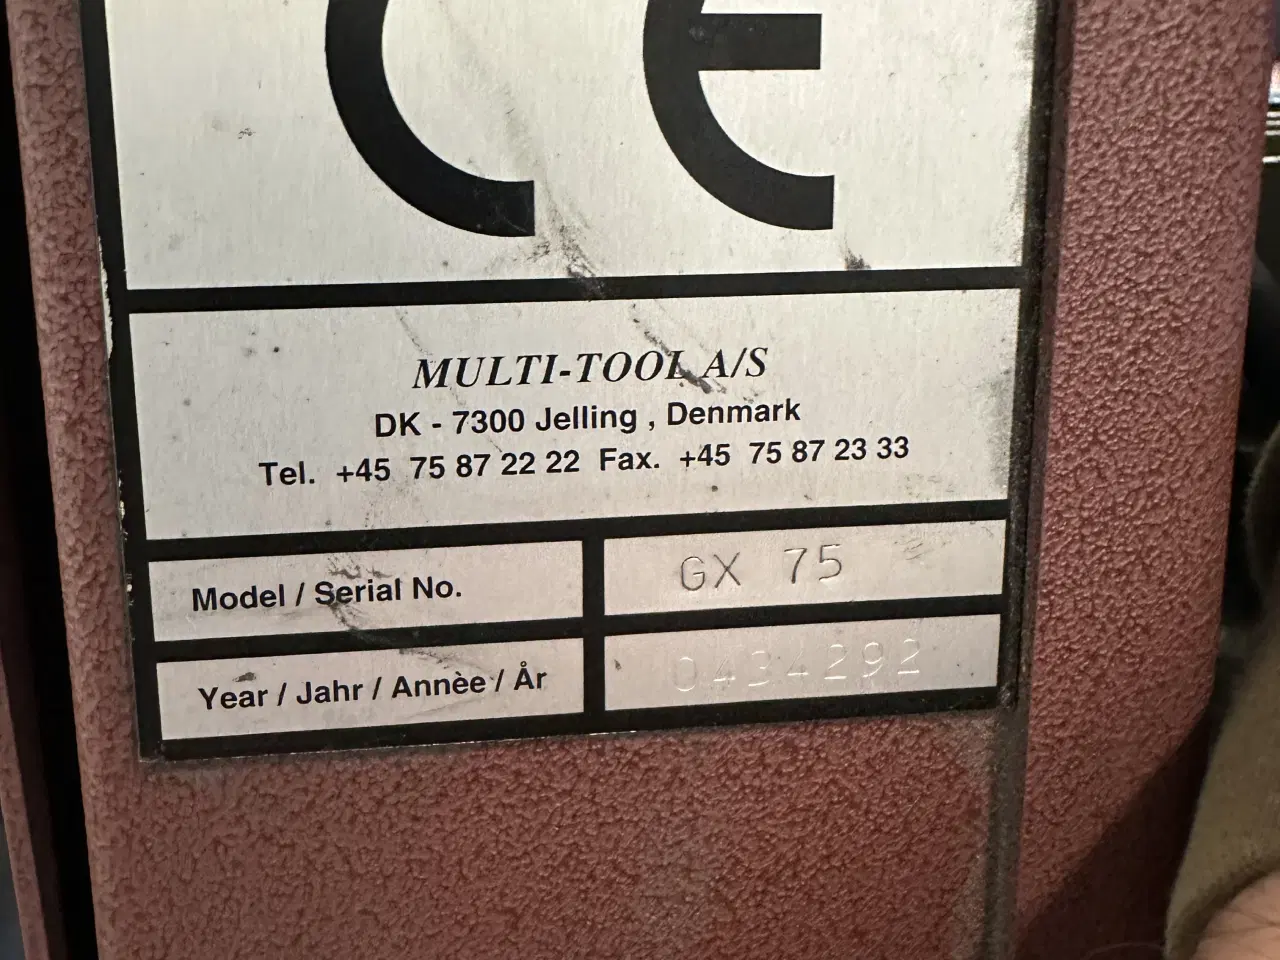 CE
MULTI-TOOL A/S
DK - 7300 Jelling , Denmark
Tel. +45 75 87 22 22 Fax. +45 75 87 23 33
Model / Serial No. GX 75
Year / Jahr / Annèe / År 0434292